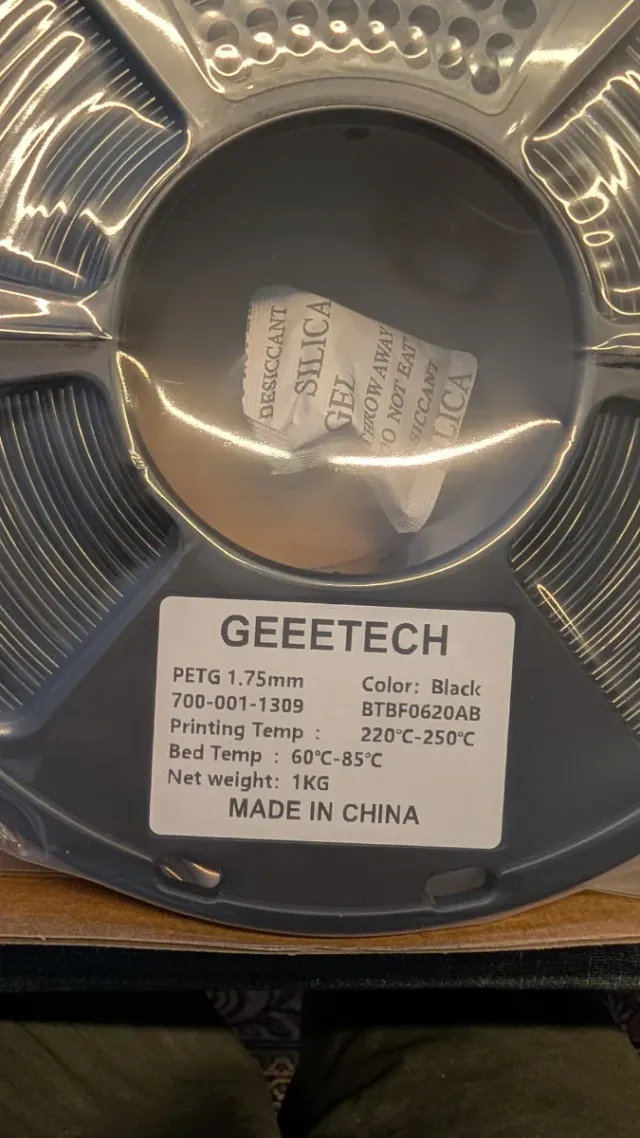 DESICCANT
SILICA
GEL
THROW AWAY
DO NOT EAT
SICCANT
LICA
GEEETECH
PETG 1.75mm Color: Black
700-001-1309 BTBF0620AB
Printing Temp : 220℃-250℃
Bed Temp : 60℃-85℃
Net weight: 1KG
MADE IN CHINA